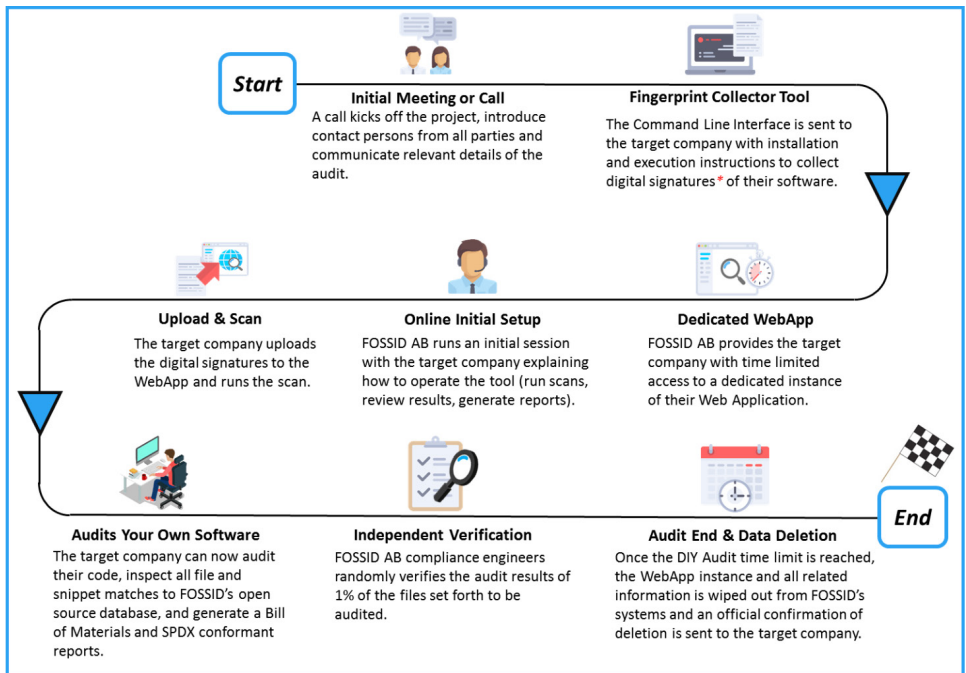 Start
Initial Meeting or Call
A call kicks off the project, introduce
contact persons from all parties and
communicate relevant details of the
audit.
Fingerprint Collector Tool
The Command Line Interface is sent to
the target company with installation
and execution instructions to collect
digital signatures* of their software.
Upload & Scan
The target company uploads
the digital signatures to the
WebApp and runs the scan.
Online Initial Setup
FOSSID AB runs an initial session
with the target company explaining
how to operate the tool (run scans,
review results, generate reports).
Dedicated WebApp
FOSSID AB provides the target
company with time limited
access to a dedicated instance
of their Web Application.
Audits Your Own Software
The target company can now audit
their code, inspect all file and
snippet matches to FOSSID's open
source database, and generate a Bill
of Materials and SPDX conformant
reports.
Independent Verification
FOSSID AB compliance engineers
randomly verifies the audit results of
1% of the files set forth to be
audited.
Audit End & Data Deletion
Once the DIY Audit time limit is reached,
the WebApp instance and all related
information is wiped out from FOSSID's
systems and an official confirmation of
deletion is sent to the target company.
End